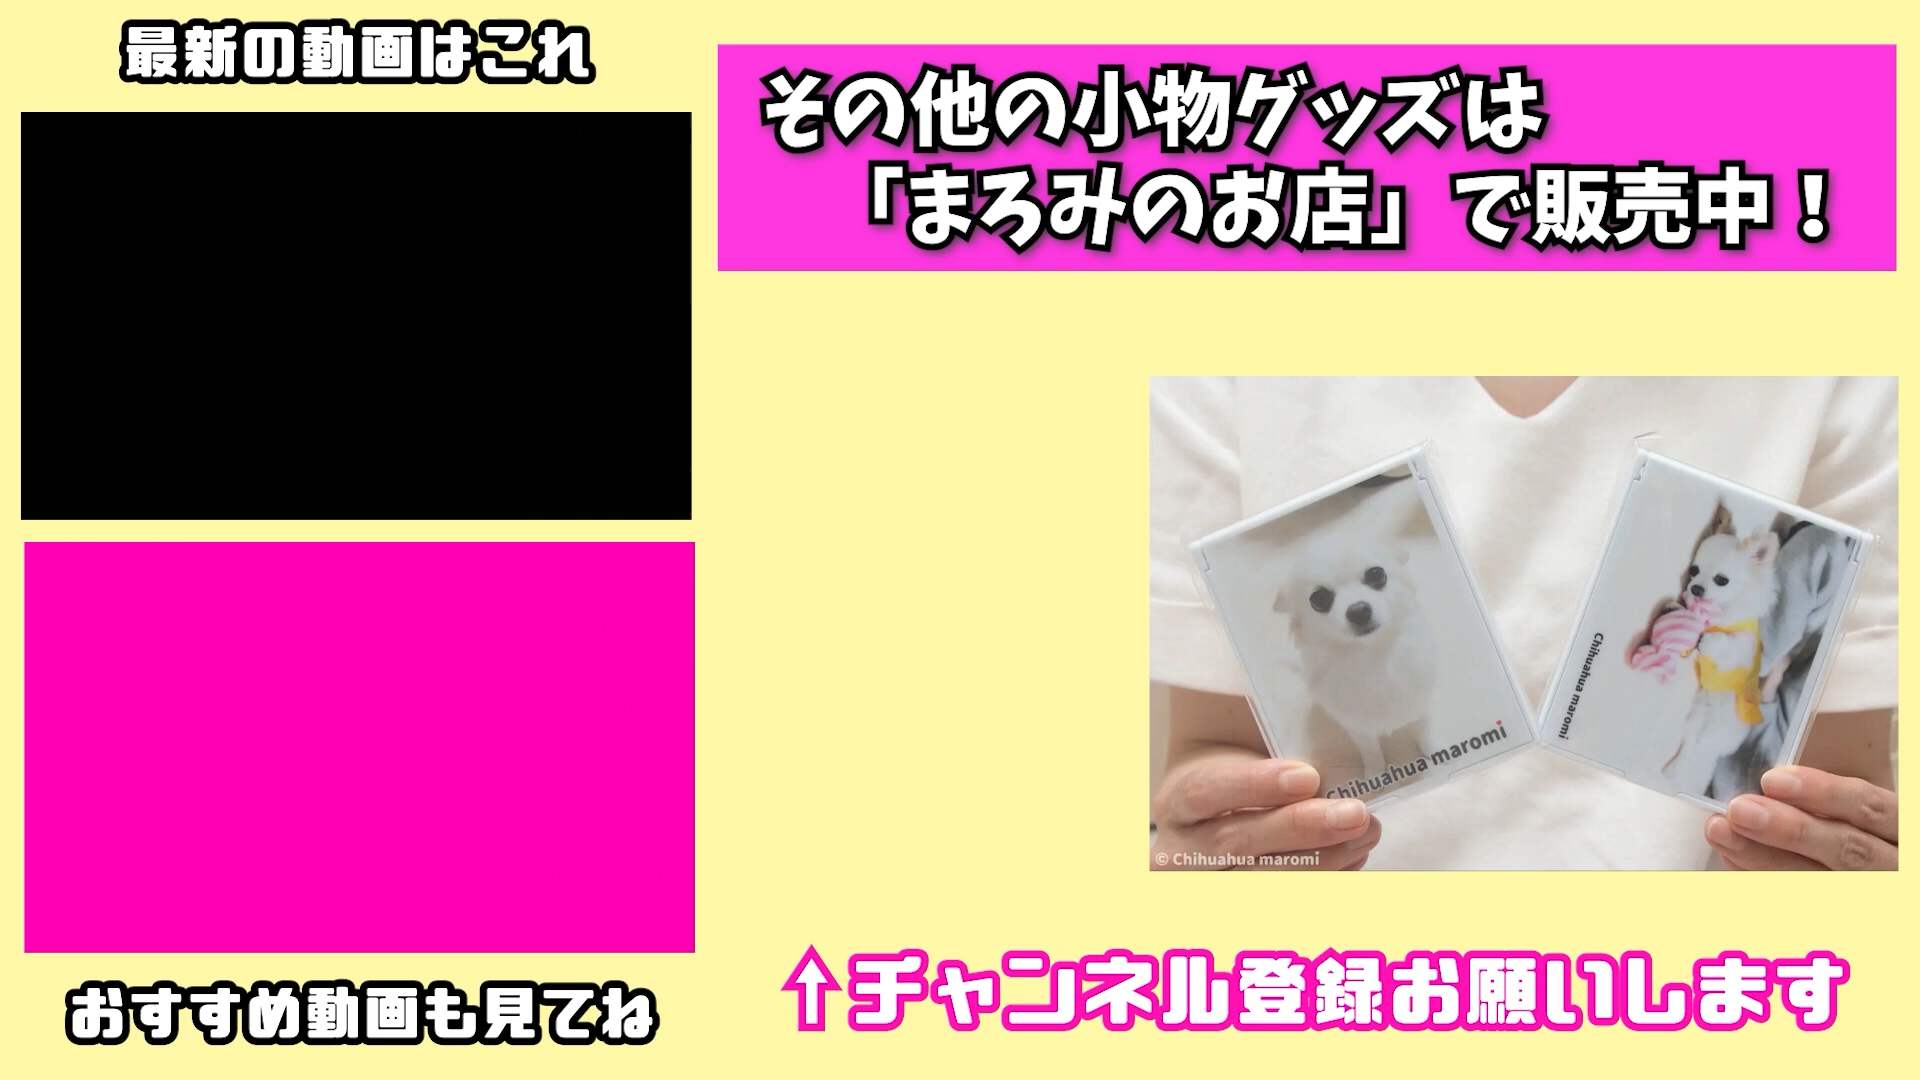 最新の動画はこれ
その他の小物グッズは
「まろみのお店」で販売中！
Chihuahua maromi
Chihuahua maromi
© Chihuahua maromi
おすすめ動画も見てね
↑チャンネル登録お願いします